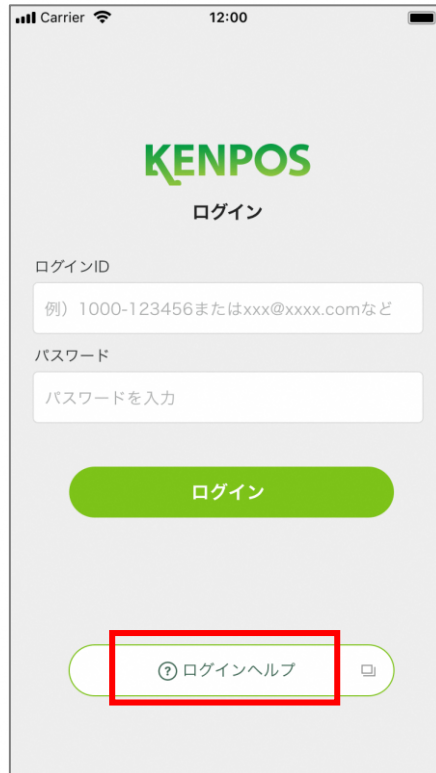 Carrier 12:00
KENPOS
ログイン
ログインID
例）1000-123456またはxxx@xxxx.comなど
パスワード
パスワードを入力
ログイン
? ログインヘルプ